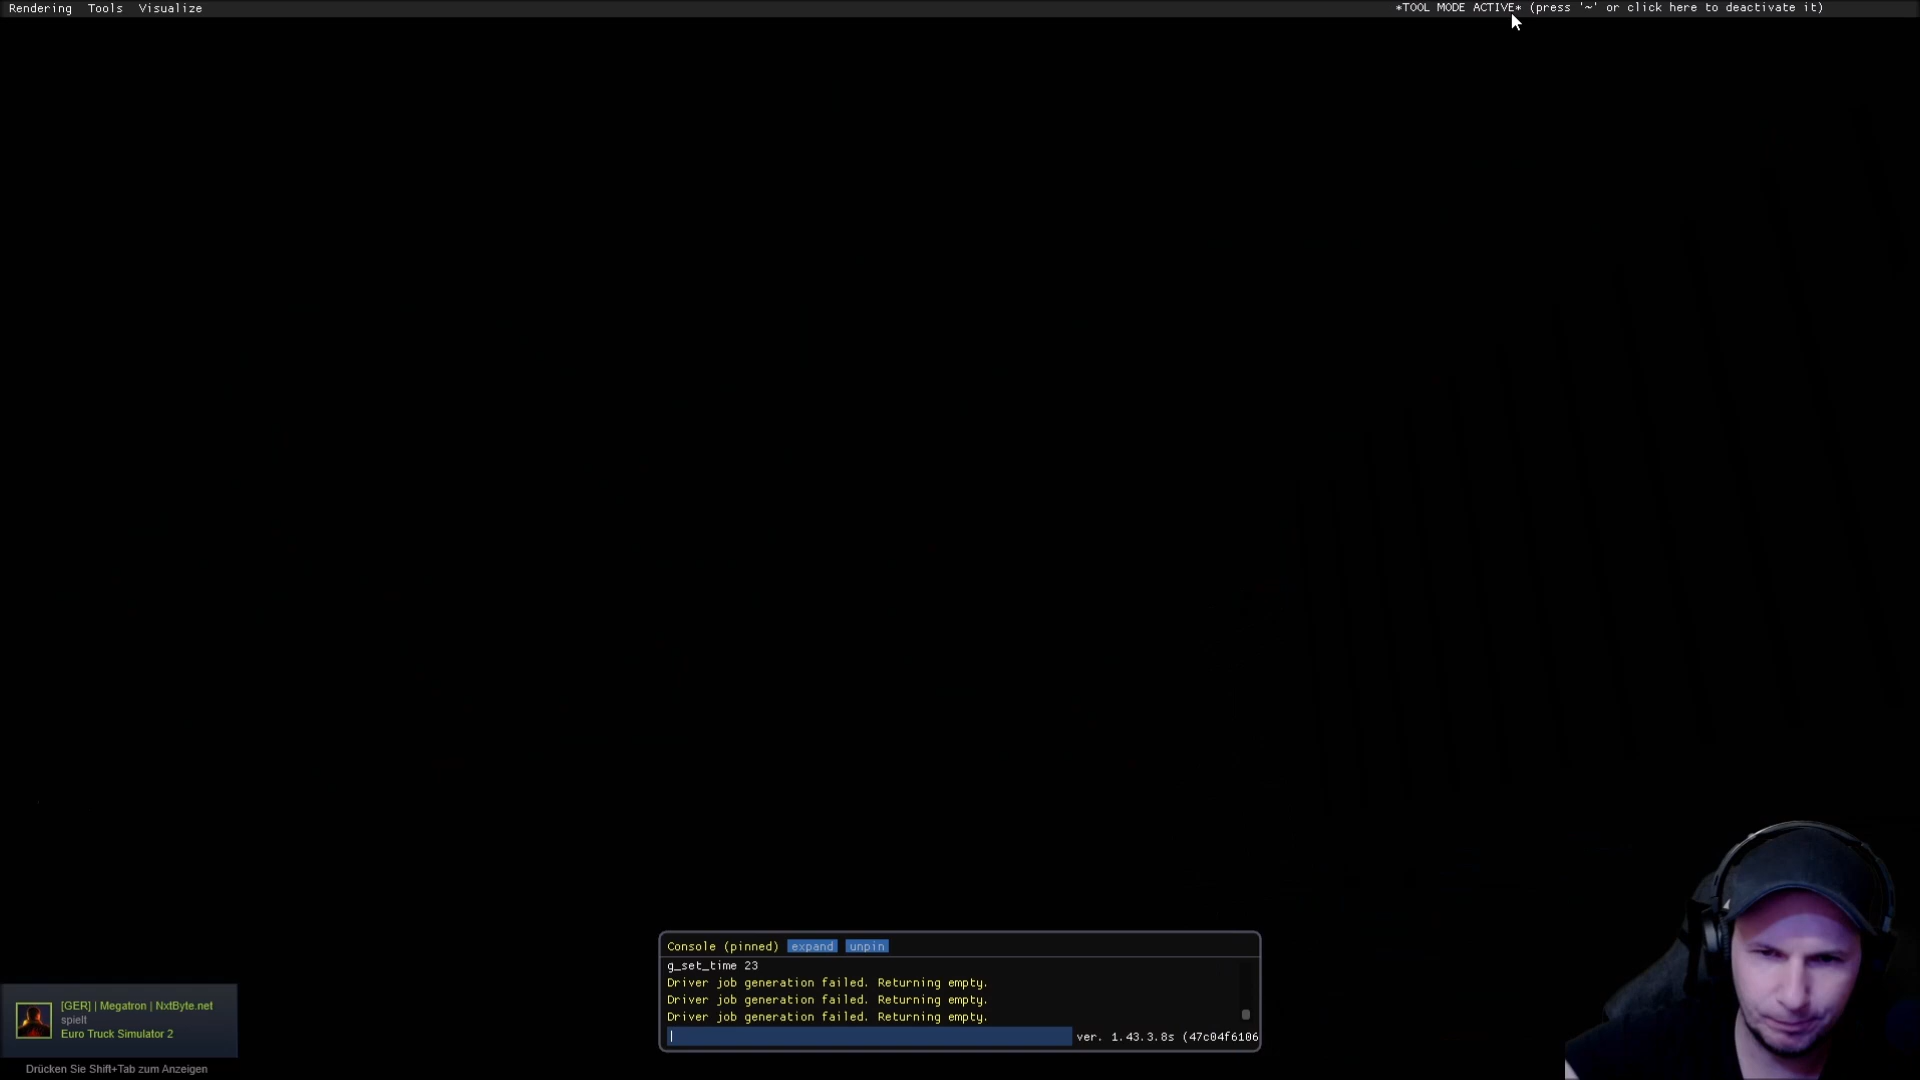 Rendering Tools Visualize
*TOOL MODE ACTIVE* (press '~' or click here to deactivate it)
Console (pinned) expand unpin
g_set_time 23
Driver job generation failed. Returning empty.
Driver job generation failed. Returning empty.
Driver job generation failed. Returning empty.
ver. 1.43.3.8s (47c04f6106
[GER] | Megatron | NxtByte.net
spielt
Euro Truck Simulator 2
Drücken Sie Shift+Tab zum Anzeigen